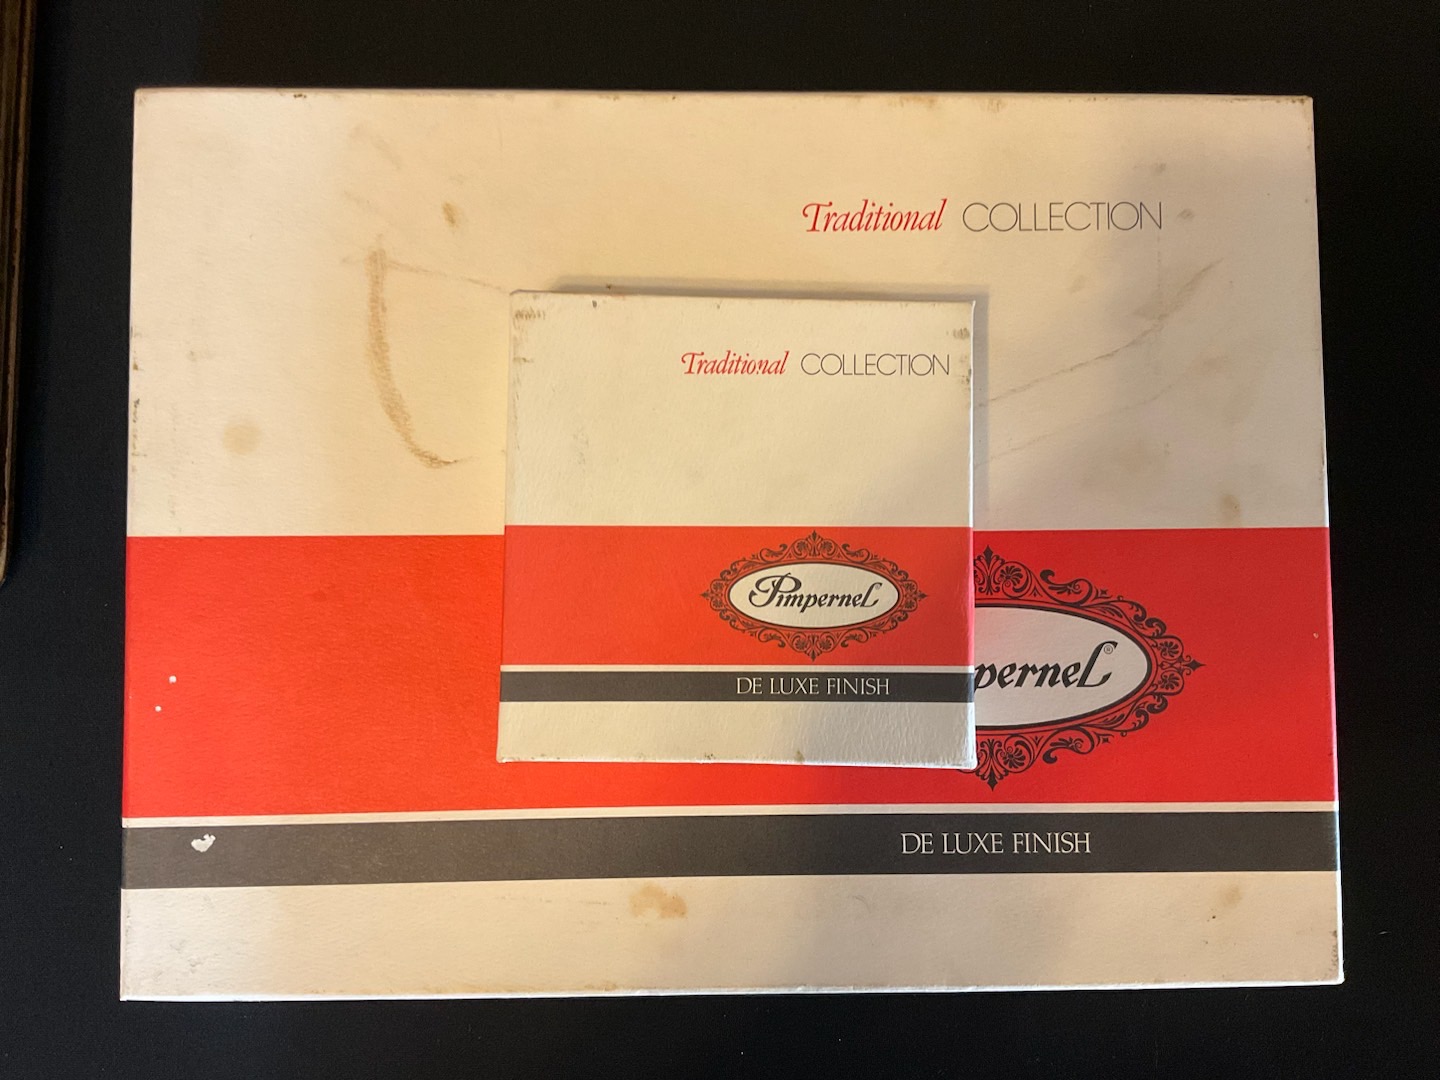 Traditional COLLECTION
Traditional COLLECTION
Pimpernel®
DE LUXE FINISH
pernel®
DE LUXE FINISH